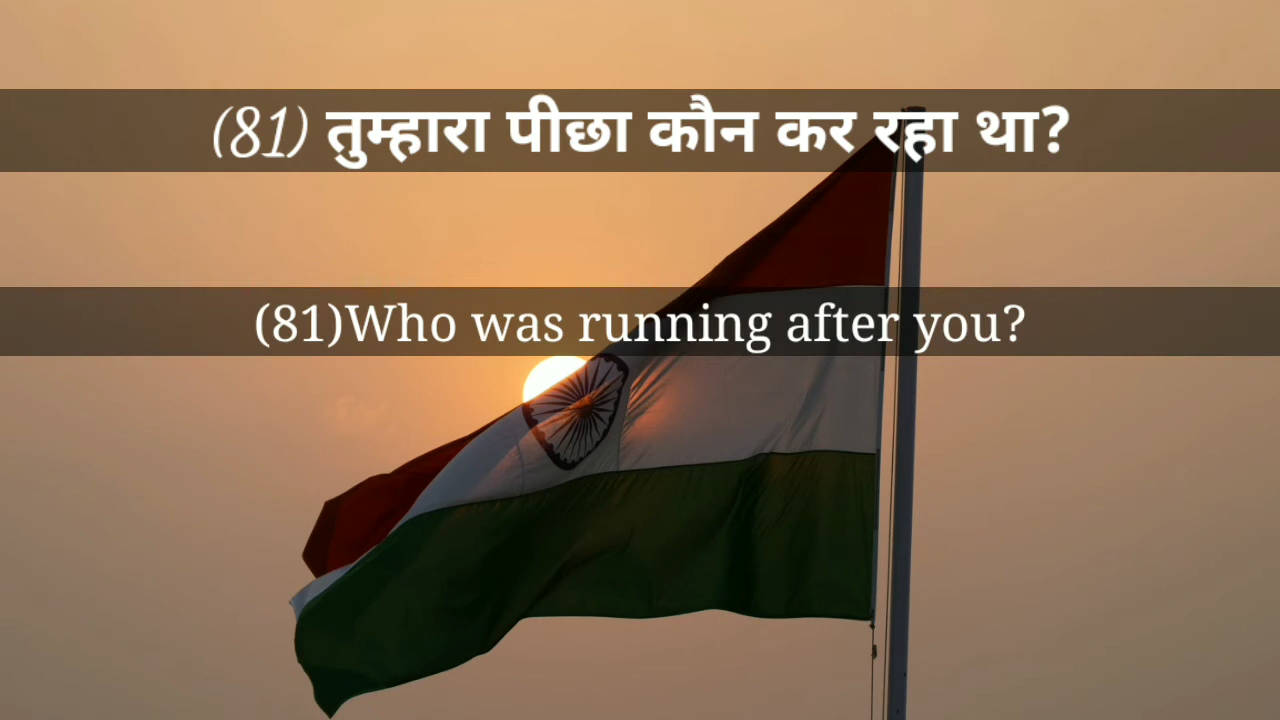 (81) तुम्हारा पीछा कौन कर रहा था?
(81)Who was running after you?